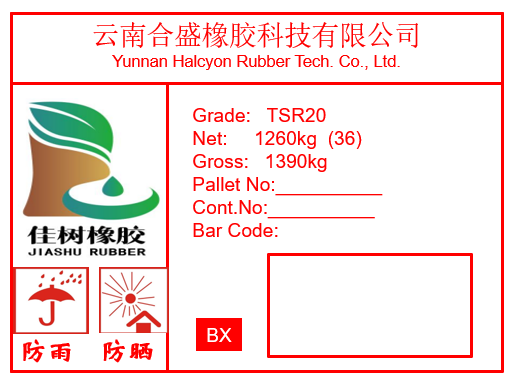 云南合盛橡胶科技有限公司
Yunnan Halcyon Rubber Tech. Co., Ltd.
佳树橡胶
JIASHU RUBBER
防雨 防晒
Grade: TSR20
Net: 1260kg (36)
Gross: 1390kg
Pallet No:__________
Cont.No:__________
Bar Code:
BX